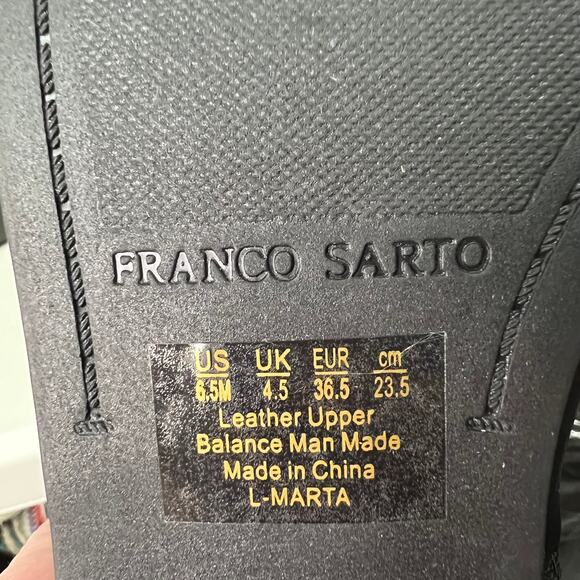 FRANCO SARTO
US UK EUR cm
6.5M 4.5 36.5 23.5
Leather Upper
Balance Man Made
Made in China
L-MARTA